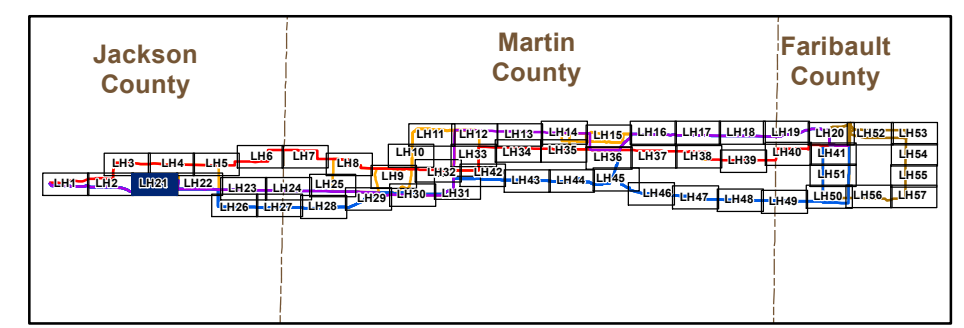 Jackson
County
Martin
County
Faribault
County
LH11 LH12 LH13 LH14 LH15 LH16 LH17 LH18 LH19 LH20 LH52 LH53
LH3 LH4 LH5 LH6 LH7 LH8 LH10 LH33 LH34 LH35 LH36 LH37 LH38 LH39 LH40 LH41 LH54
LH1 LH2 LH21 LH22 LH23 LH24 LH25 LH9 LH32 LH42 LH43 LH44 LH45 LH51 LH55
LH26 LH27 LH28 LH29 LH30 LH31 LH46 LH47 LH48 LH49 LH50 LH56 LH57